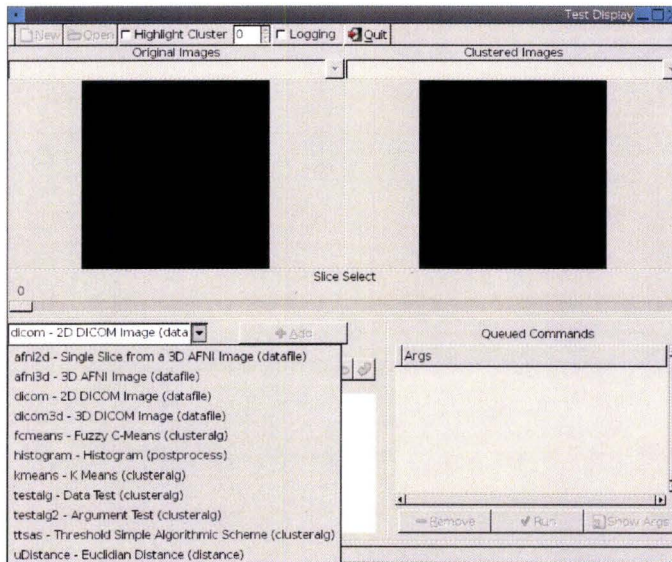 Test Display
New Open Highlight Cluster 0 Logging Quit
Original Images Clustered Images
Slice Select
0
dicom - 2D DICOM Image (data Add Queued Commands
Args
afni2d - Single Slice from a 3D AFNI Image (datafile)
afni3d - 3D AFNI Image (datafile)
dicom - 2D DICOM Image (datafile)
dicom3d - 3D DICOM Image (datafile)
fcmeans - Fuzzy C-Means (clusteralg)
histogram - Histogram (postprocess)
kmeans - K Means (clusteralg)
testalg - Data Test (clusteralg)
testalg2 - Argument Test (clusteralg)
ttsas - Threshold Simple Algorithmic Scheme (clusteralg)
uDistance - Euclidian Distance (distance)
Remove Run Show Args